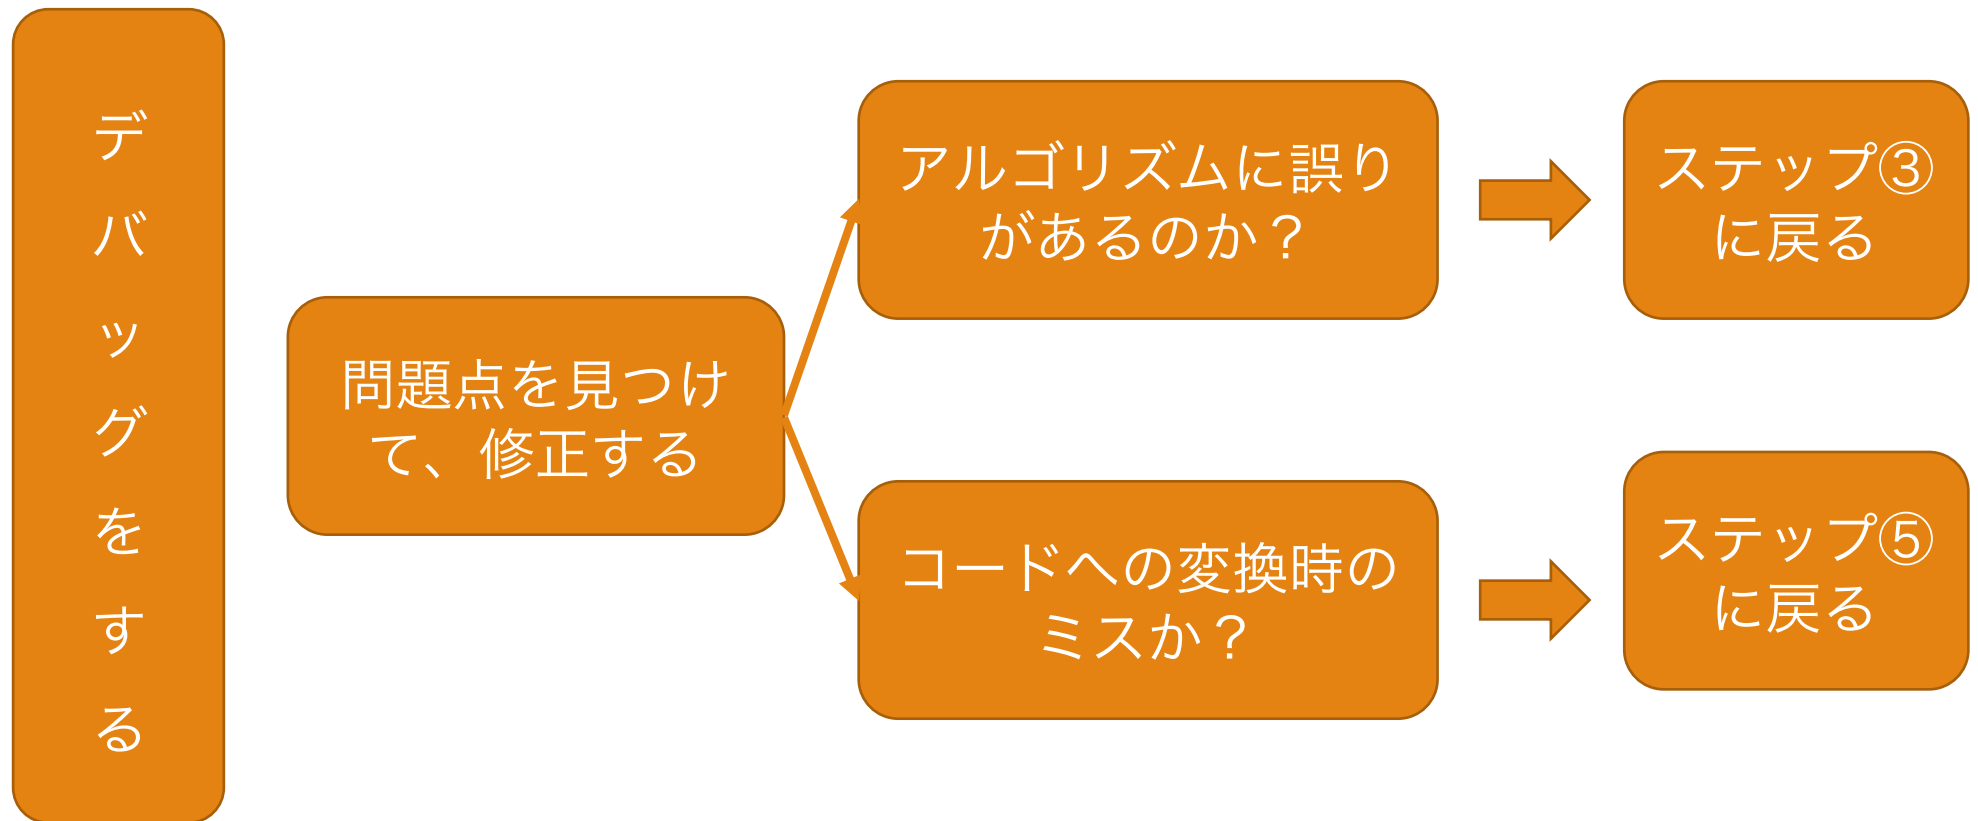 デバッグをする
問題点を見つけ
て、修正する
アルゴリズムに誤り
があるのか？
ステップ③
に戻る
コードへの変換時の
ミスか？
ステップ⑤
に戻る